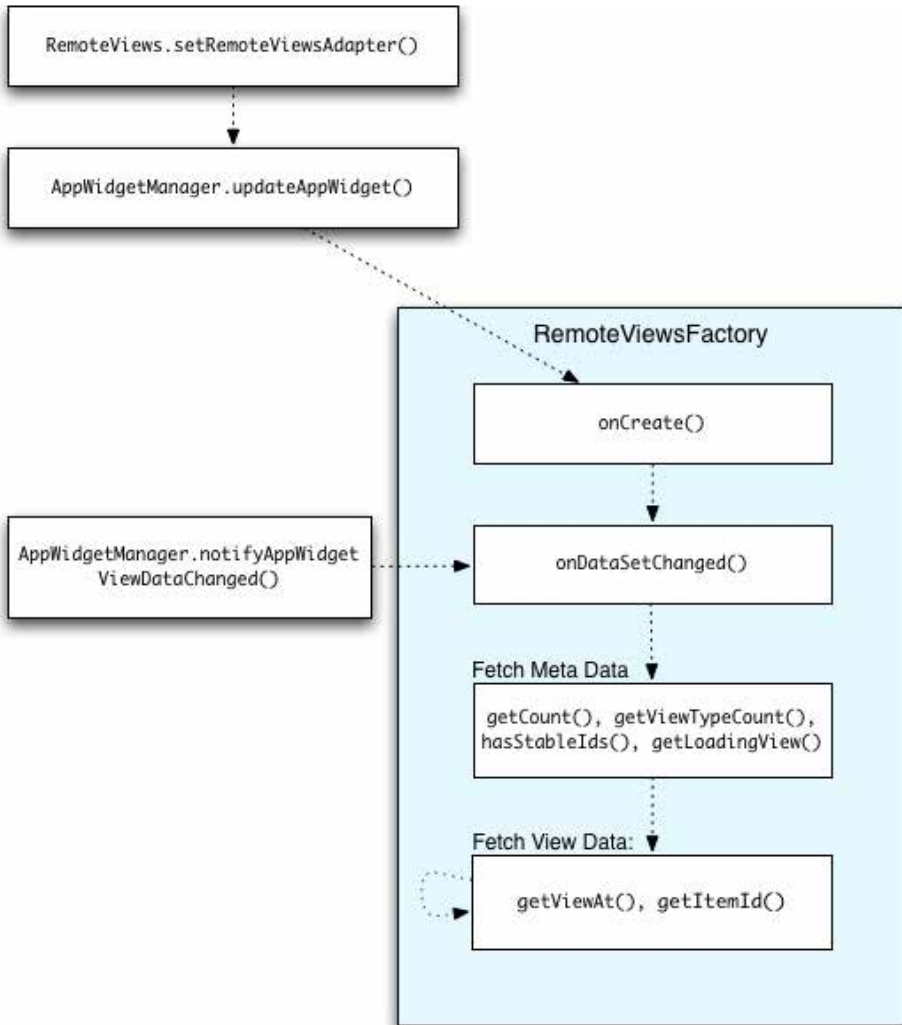 RemoteViews.setRemoteViewsAdapter()
AppWidgetManager.updateAppWidget()
RemoteViewsFactory
onCreate()
AppWidgetManager.notifyAppWidget
ViewDataChanged()
onDataSetChanged()
Fetch Meta Data
getCount(), getViewTypeCount(),
hasStableIds(), getLoadingView()
Fetch View Data:
getViewAt(), getItemId()